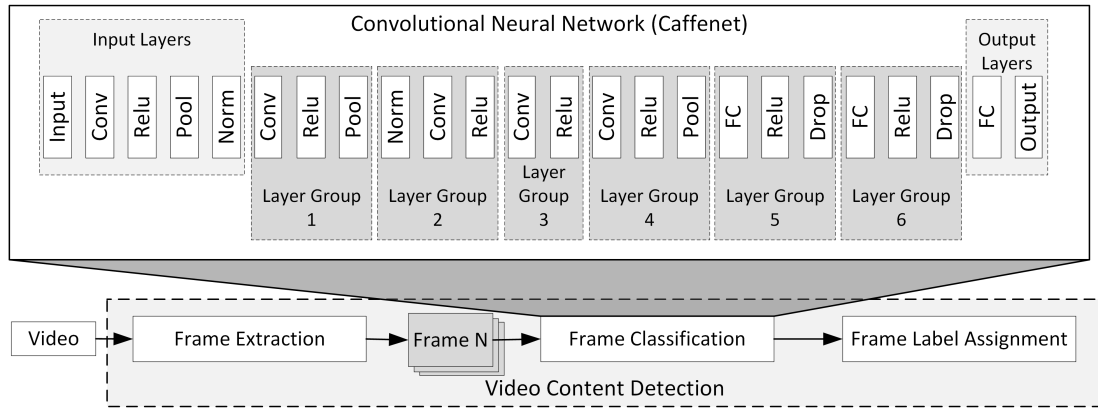 Convolutional Neural Network (Caffenet)
Input Layers
Input
Conv
Relu
Pool
Norm
Conv
Relu
Pool
Layer Group
1
Norm
Conv
Relu
Layer Group
2
Conv
Relu
Layer
Group
3
Conv
Relu
Pool
Layer Group
4
FC
Relu
Drop
Layer Group
5
FC
Relu
Drop
Layer Group
6
Output
Layers
FC
Output
Video
Frame Extraction
Frame N
Frame Classification
Frame Label Assignment
Video Content Detection